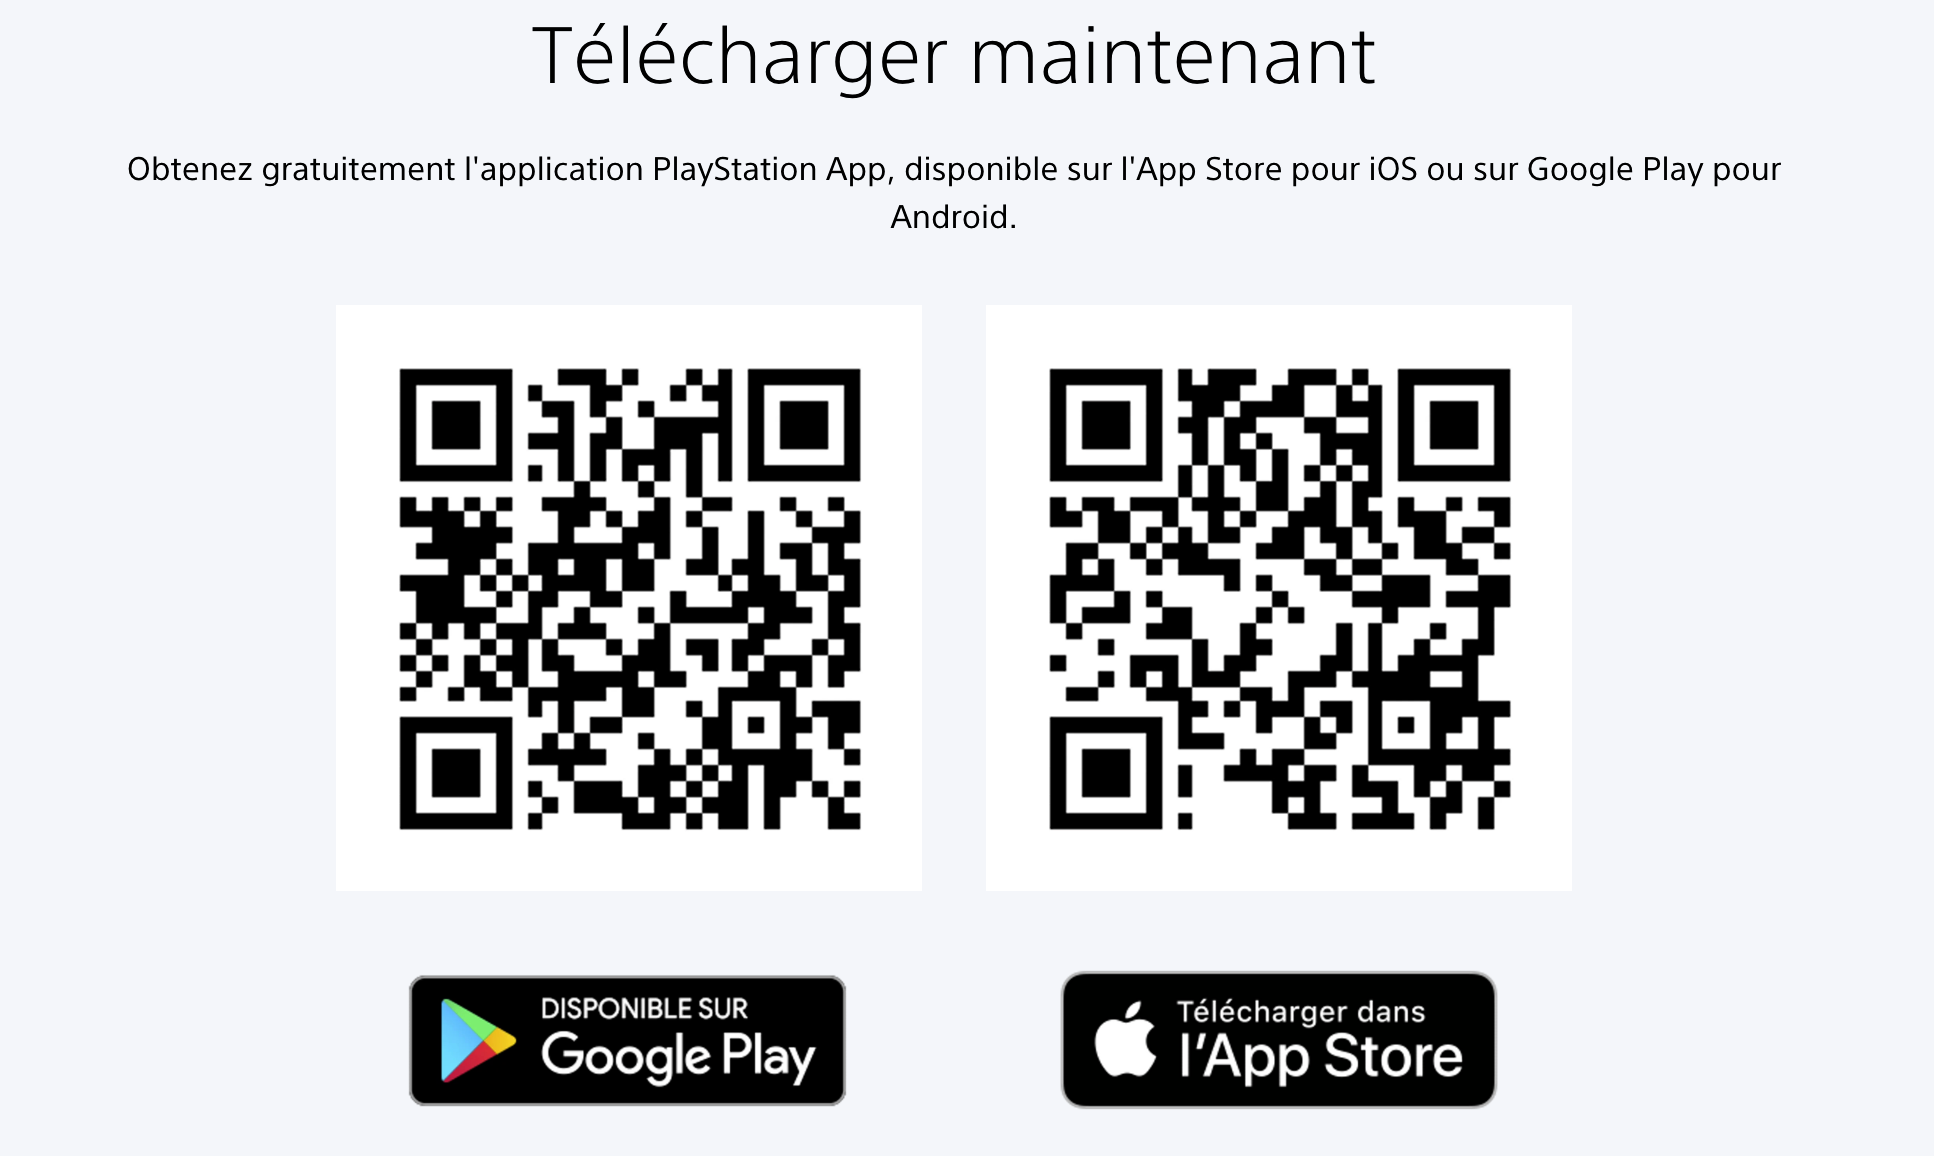 Télécharger maintenant
Obtenez gratuitement l'application PlayStation App, disponible sur l'App Store pour iOS ou sur Google Play pour
Android.
DISPONIBLE SUR
Google Play
Télécharger dans
l'App Store